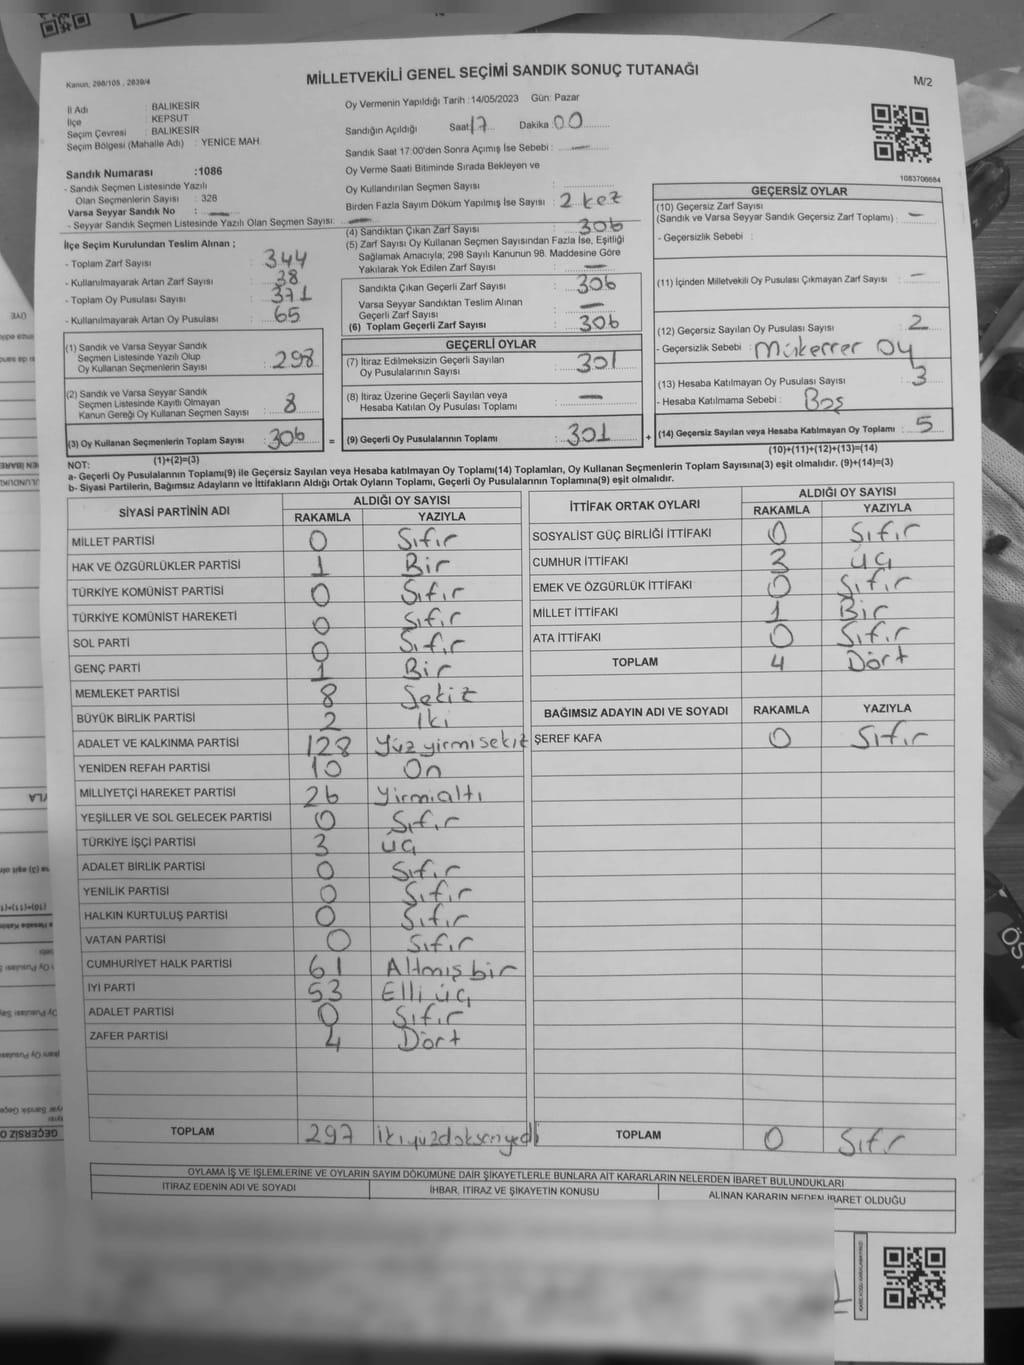 MİLLETVEKİLİ GENEL SEÇİMİ SANDIK SONUÇ TUTANAĞI
M/2
Kanun: 298/105 , 2839/4
İl Adı : BALIKESİR
İlçe : KEPSUT
Seçim Çevresi : BALIKESİR
Seçim Bölgesi (Mahalle Adı) : YENİCE MAH.
Sandık Numarası :1086
- Sandık Seçmen Listesinde Yazılı
Olan Seçmenlerin Sayısı : 328
Varsa Seyyar Sandık No : —
- Seyyar Sandık Seçmen Listesinde Yazılı Olan Seçmen Sayısı: —
Oy Vermenin Yapıldığı Tarih :14/05/2023 Gün: Pazar
Sandığın Açıldığı Saat 17 Dakika 00
Sandık Saat 17:00'den Sonra Açımış İse Sebebi : —
Oy Verme Saati Bitiminde Sırada Bekleyen ve
Oy Kullandırılan Seçmen Sayısı :
Birden Fazla Sayım Döküm Yapılmış İse Sayısı : 2 kez
1083706684
İlçe Seçim Kurulundan Teslim Alınan ;
- Toplam Zarf Sayısı : 344
- Kullanılmayarak Artan Zarf Sayısı : 38
- Toplam Oy Pusulası Sayısı : 371
- Kullanılmayarak Artan Oy Pusulası : 65
(1) Sandık ve Varsa Seyyar Sandık
Seçmen Listesinde Yazılı Olup
Oy Kullanan Seçmenlerin Sayısı : 298
(2) Sandık ve Varsa Seyyar Sandık
Seçmen Listesinde Kayıtlı Olmayan
Kanun Gereği Oy Kullanan Seçmen Sayısı : 8
(3) Oy Kullanan Seçmenlerin Toplam Sayısı : 306 =
(1)+(2)=(3)
(4) Sandıktan Çıkan Zarf Sayısı : 306
(5) Zarf Sayısı Oy Kullanan Seçmen Sayısından Fazla İse, Eşitliği
Sağlamak Amacıyla; 298 Sayılı Kanunun 98. Maddesine Göre
Yakılarak Yok Edilen Zarf Sayısı : —
Sandıkta Çıkan Geçerli Zarf Sayısı : 306
Varsa Seyyar Sandıktan Teslim Alınan
Geçerli Zarf Sayısı : —
(6) Toplam Geçerli Zarf Sayısı : 306
GEÇERLİ OYLAR
(7) İtiraz Edilmeksizin Geçerli Sayılan
Oy Pusulalarının Sayısı : 301
(8) İtiraz Üzerine Geçerli Sayılan veya
Hesaba Katılan Oy Pusulası Toplamı : —
(9) Geçerli Oy Pusulalarının Toplamı : 301 +
GEÇERSİZ OYLAR
(10) Geçersiz Zarf Sayısı
(Sandık ve Varsa Seyyar Sandık Geçersiz Zarf Toplamı) : —
- Geçersizlik Sebebi :
(11) İçinden Milletvekili Oy Pusulası Çıkmayan Zarf Sayısı : —
(12) Geçersiz Sayılan Oy Pusulası Sayısı : 2
- Geçersizlik Sebebi : Mükerrer oy
(13) Hesaba Katılmayan Oy Pusulası Sayısı : 3
- Hesaba Katılmama Sebebi : Boş
(14) Geçersiz Sayılan veya Hesaba Katılmayan Oy Toplamı : 5
(10)+(11)+(12)+(13)=(14)
NOT:
a- Geçerli Oy Pusulalarının Toplamı(9) ile Geçersiz Sayılan veya Hesaba katılmayan Oy Toplamı(14) Toplamları, Oy Kullanan Seçmenlerin Toplam Sayısına(3) eşit olmalıdır. (9)+(14)=(3)
b- Siyasi Partilerin, Bağımsız Adayların ve İttifakların Aldığı Ortak Oyların Toplamı, Geçerli Oy Pusulalarının Toplamına(9) eşit olmalıdır.
SİYASİ PARTİNİN ADI ALDIĞI OY SAYISI
RAKAMLA YAZIYLA
MİLLET PARTİSİ 0 Sıfır
HAK VE ÖZGÜRLÜKLER PARTİSİ 1 Bir
TÜRKİYE KOMÜNİST PARTİSİ 0 Sıfır
TÜRKİYE KOMÜNİST HAREKETİ 0 Sıfır
SOL PARTİ 0 Sıfır
GENÇ PARTİ 1 Bir
MEMLEKET PARTİSİ 8 Sekiz
BÜYÜK BİRLİK PARTİSİ 2 İki
ADALET VE KALKINMA PARTİSİ 128 Yüz yirmi sekiz
YENİDEN REFAH PARTİSİ 10 On
MİLLİYETÇİ HAREKET PARTİSİ 26 Yirmialtı
YEŞİLLER VE SOL GELECEK PARTİSİ 0 Sıfır
TÜRKİYE İŞÇİ PARTİSİ 3 Üç
ADALET BİRLİK PARTİSİ 0 Sıfır
YENİLİK PARTİSİ 0 Sıfır
HALKIN KURTULUŞ PARTİSİ 0 Sıfır
VATAN PARTİSİ 0 Sıfır
CUMHURİYET HALK PARTİSİ 61 Altmış bir
İYİ PARTİ 53 Elli üç
ADALET PARTİSİ 0 Sıfır
ZAFER PARTİSİ 4 Dört
TOPLAM 297 İkiyüzdoksanyedi
İTTİFAK ORTAK OYLARI ALDIĞI OY SAYISI
RAKAMLA YAZIYLA
SOSYALİST GÜÇ BİRLİĞİ İTTİFAKI 0 Sıfır
CUMHUR İTTİFAKI 3 Üç
EMEK VE ÖZGÜRLÜK İTTİFAKI 0 Sıfır
MİLLET İTTİFAKI 1 Bir
ATA İTTİFAKI 0 Sıfır
TOPLAM 4 Dört
BAĞIMSIZ ADAYIN ADI VE SOYADI RAKAMLA YAZIYLA
ŞEREF KAFA 0 Sıfır
TOPLAM 0 Sıfır
OYLAMA İŞ VE İŞLEMLERİNE VE OYLARIN SAYIM DÖKÜMÜNE DAİR ŞİKAYETLERLE BUNLARA AİT KARARLARIN NELERDEN İBARET BULUNDUKLARI
İTİRAZ EDENİN ADI VE SOYADI İHBAR, İTİRAZ VE ŞİKAYETİN KONUSU ALINAN KARARIN NEDEN İBARET OLDUĞU